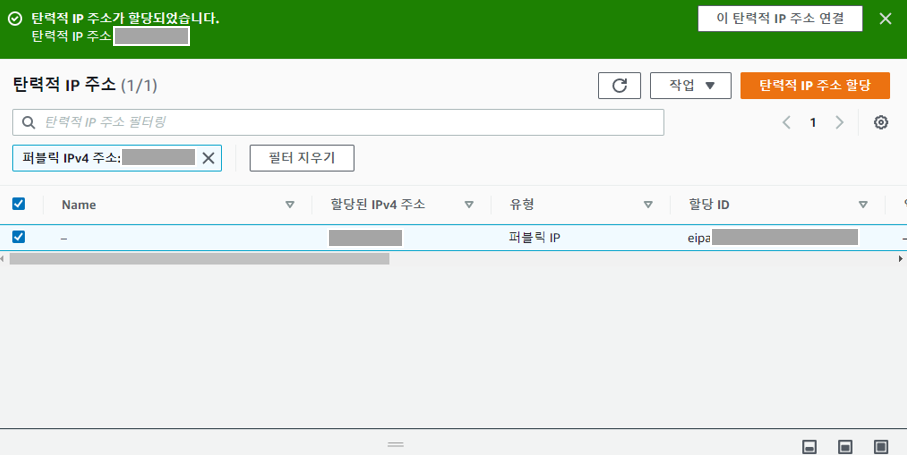 탄력적 IP 주소가 할당되었습니다.
탄력적 IP 주소
이 탄력적 IP 주소 연결
탄력적 IP 주소 (1/1)
작업
탄력적 IP 주소 할당
탄력적 IP 주소 필터링
1
퍼블릭 IPv4 주소:
필터 지우기
Name 할당된 IPv4 주소 유형 할당 ID
– 퍼블릭 IP eipa